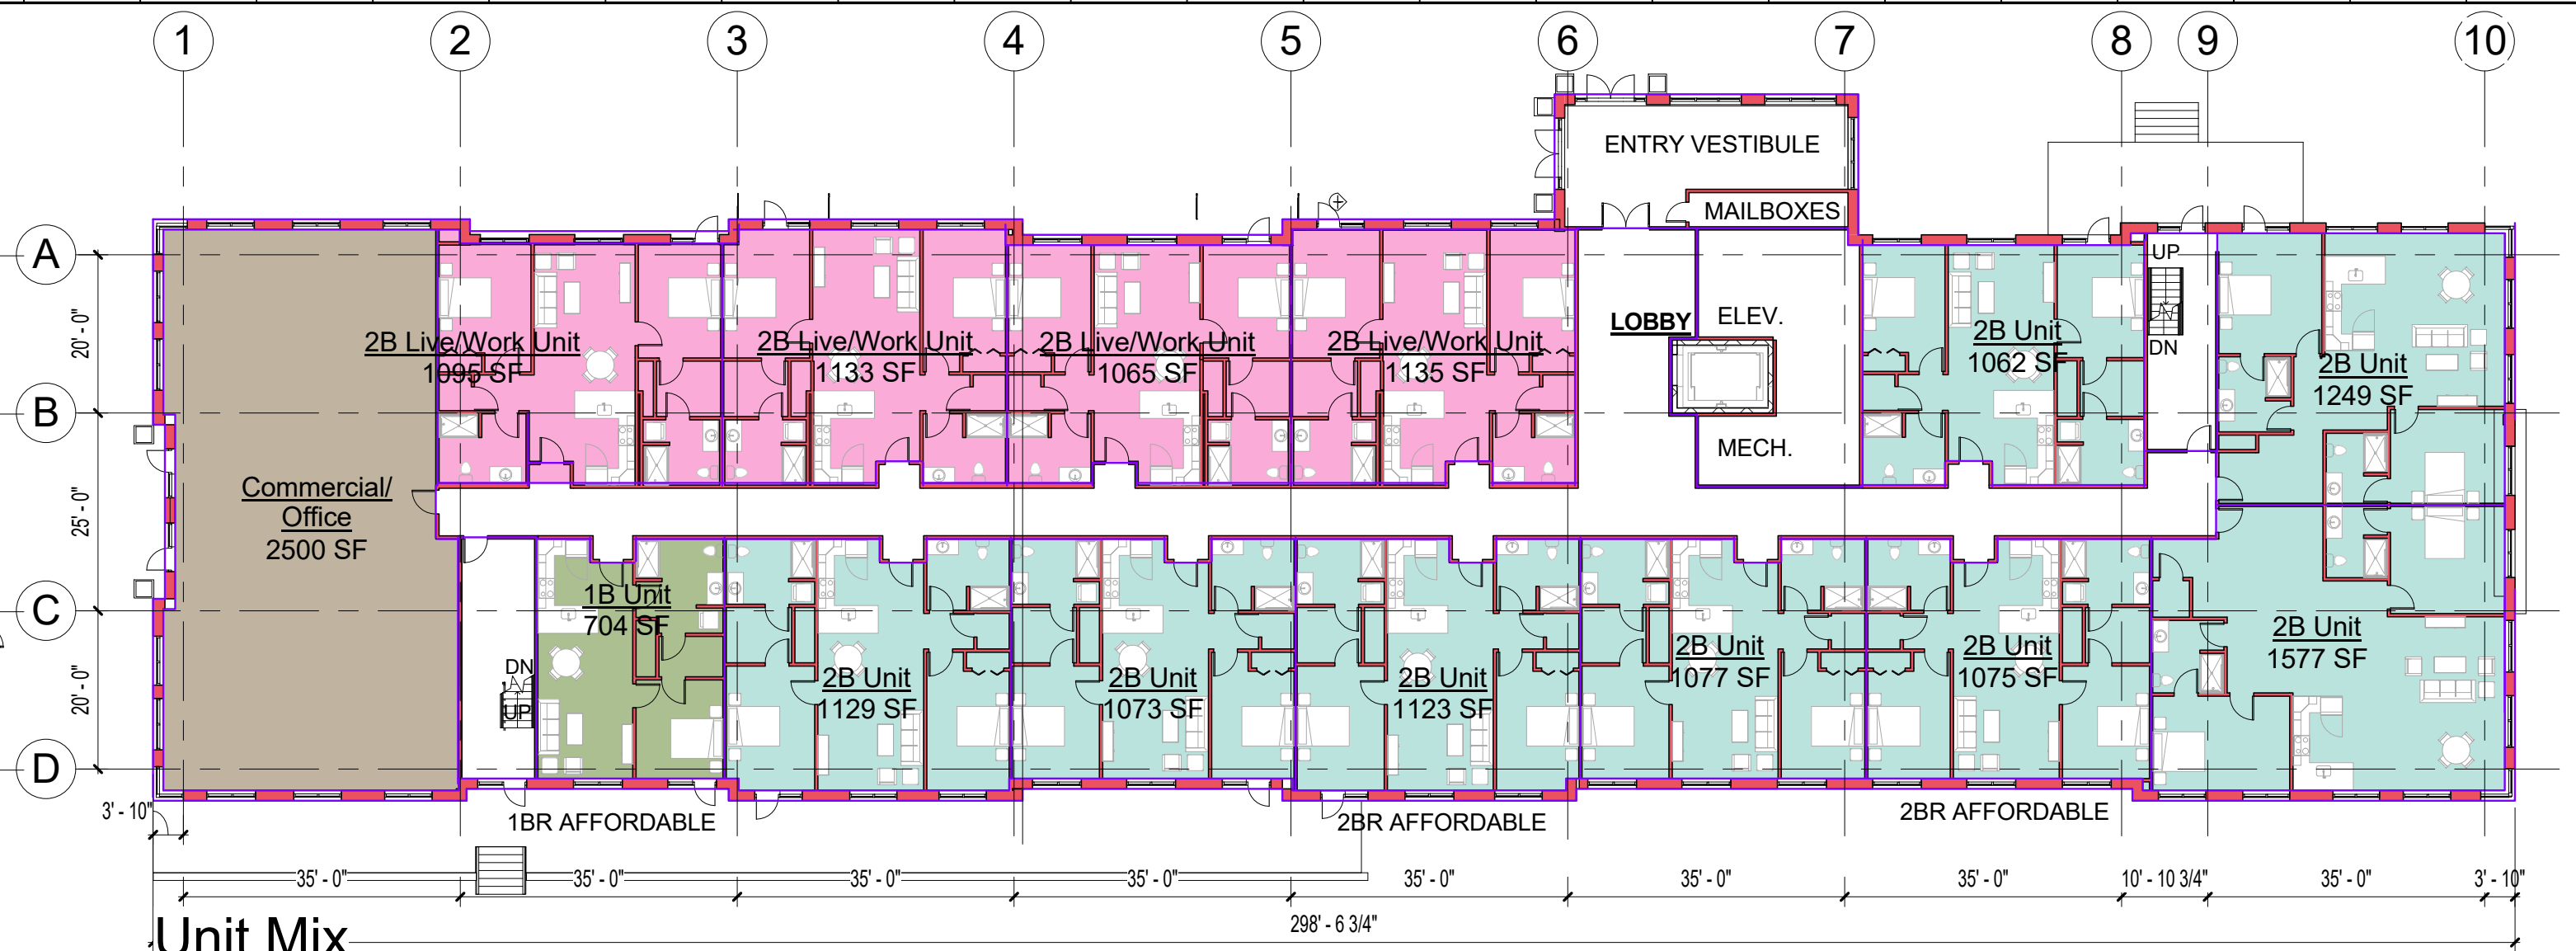 1 2 3 4 5 6 7 8 9 10
ENTRY VESTIBULE
MAILBOXES
A
20' - 0"
B
25' - 0"
C
20' - 0"
D
3' - 10"
2B Live/Work Unit
1095 SF
2B Live/Work Unit
1133 SF
2B Live/Work Unit
1065 SF
2B Live/Work Unit
1135 SF
LOBBY
ELEV.
MECH.
2B Unit
1062 SF
UP
DN
2B Unit
1249 SF
Commercial/
Office
2500 SF
DN
UP
1B Unit
704 SF
2B Unit
1129 SF
2B Unit
1073 SF
2B Unit
1123 SF
2B Unit
1077 SF
2B Unit
1075 SF
2B Unit
1577 SF
1BR AFFORDABLE
2BR AFFORDABLE
2BR AFFORDABLE
35' - 0" 35' - 0" 35' - 0" 35' - 0" 35' - 0" 35' - 0" 35' - 0" 10' - 10 3/4" 35' - 0" 3' - 10"
298' - 6 3/4"
Unit Mix